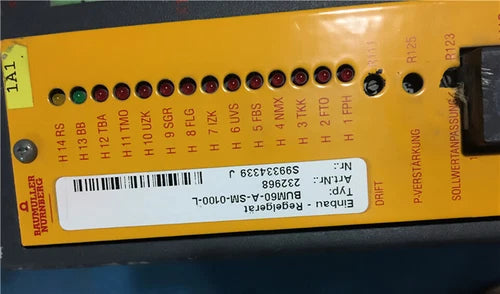 1A1
H 14 RS
H 13 BB
H 12 TBA
H 11 TMO
H 10 UZK
H 9 SGR
H 8 FLG
H 7 IZK
H 6 UVS
H 5 FBS
H 4 NMX
H 3 TKK
H 2 FTO
H 1 FPH
R111
R125
R123
DRIFT
P-VERSTÄRKUNG
SOLLWERTANPASSUNG
BAUMÜLLER
NÜRNBERG
Einbau - Regelgerät
Typ:
BUM60-A-SM-0100-L
Art.Nr.:
232968
Nr.:
S99334339 J